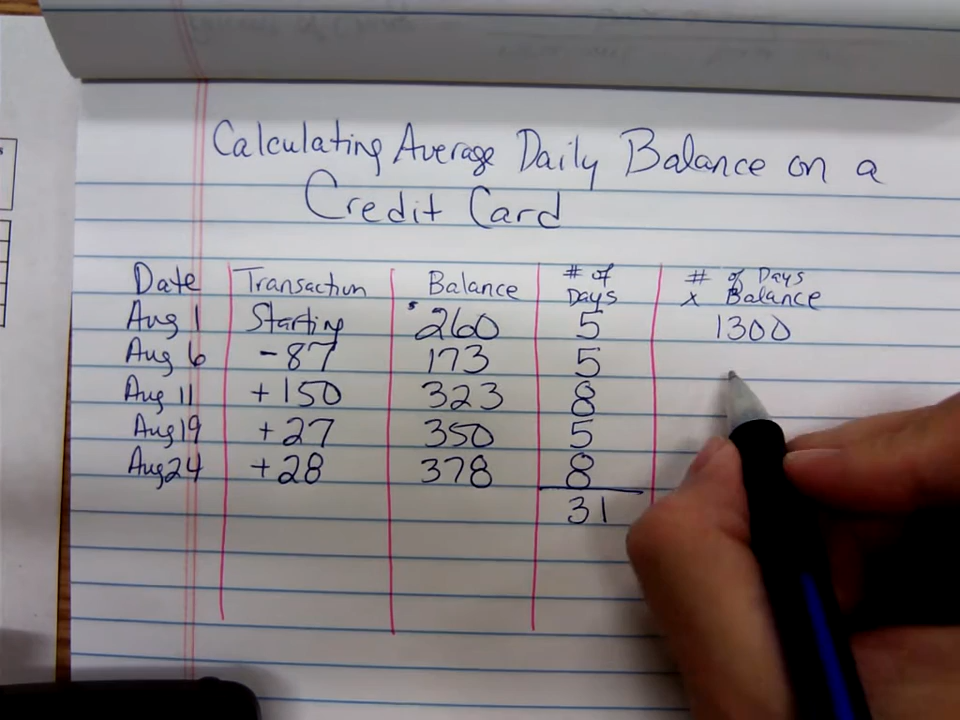 Calculating Average Daily Balance on a
Credit Card
Date Transaction Balance # of Days # of Days x Balance
Aug 1 Starting $260 5 1300
Aug 6 -87 173 5
Aug 11 +150 323 8
Aug 19 +27 350 5
Aug 24 +28 378 8
31